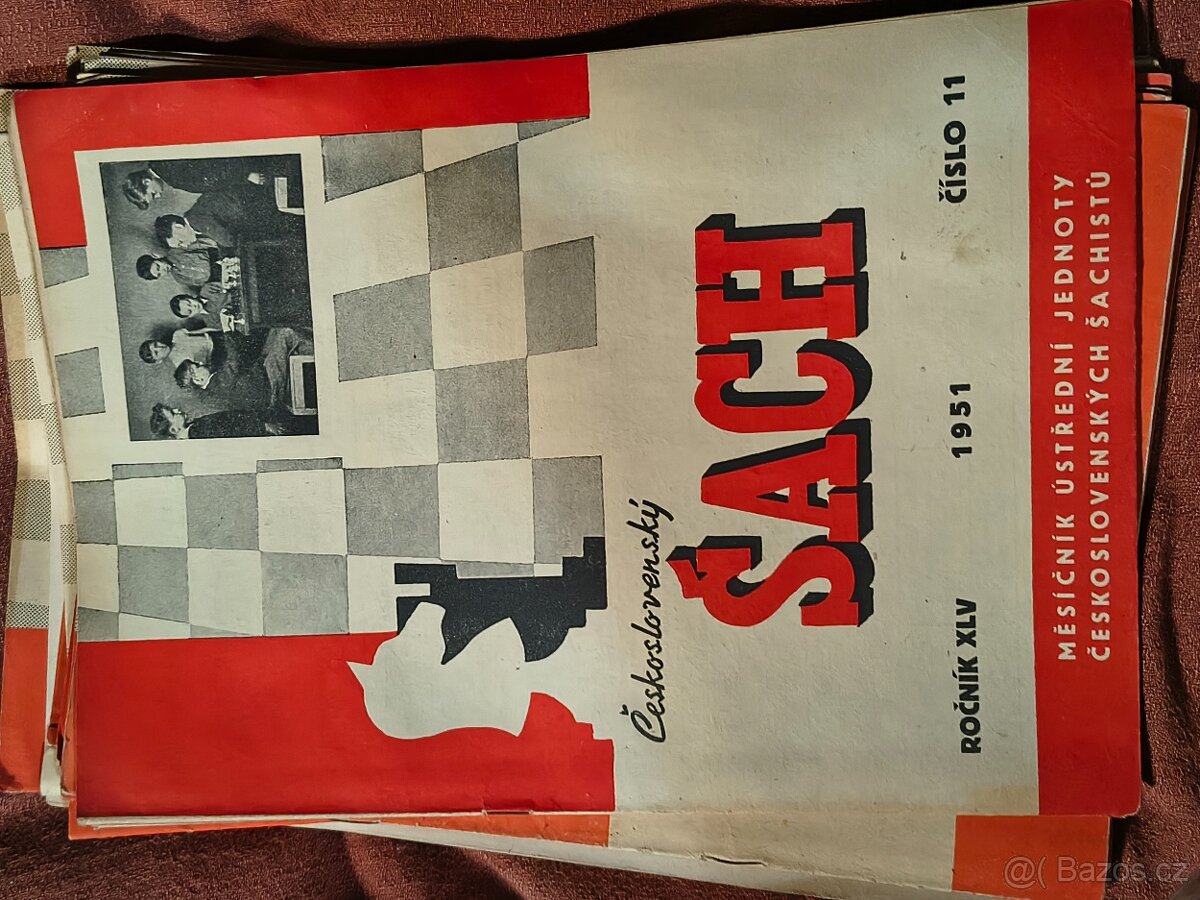 Československý
ŠACH
ROČNÍK XLV 1951 ČÍSLO 11
MĚSÍČNÍK ÚSTŘEDNÍ JEDNOTY
ČESKOSLOVENSKÝCH ŠACHISTŮ
@( Bazos.cz